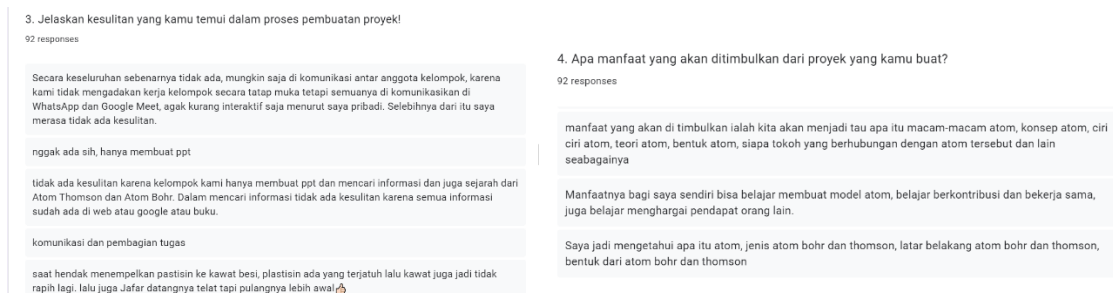 3. Jelaskan kesulitan yang kamu temui dalam proses pembuatan proyek!
92 responses
Secara keseluruhan sebenarnya tidak ada, mungkin saja di komunikasi antar anggota kelompok, karena
kami tidak mengadakan kerja kelompok secara tatap muka tetapi semuanya di komunikasikan di
WhatsApp dan Google Meet, agak kurang interaktif saja menurut saya pribadi. Selebihnya dari itu saya
merasa tidak ada kesulitan.
nggak ada sih, hanya membuat ppt
tidak ada kesulitan karena kelompok kami hanya membuat ppt dan mencari informasi dan juga sejarah dari
Atom Thomson dan Atom Bohr. Dalam mencari informasi tidak ada kesulitan karena semua informasi
sudah ada di web atau google atau buku.
komunikasi dan pembagian tugas
saat hendak menempelkan pastisin ke kawat besi, plastisin ada yang terjatuh lalu kawat juga jadi tidak
rapih lagi. lalu juga Jafar datangnya telat tapi pulangnya lebih awal👍
4. Apa manfaat yang akan ditimbulkan dari proyek yang kamu buat?
92 responses
manfaat yang akan di timbulkan ialah kita akan menjadi tau apa itu macam-macam atom, konsep atom, ciri
ciri atom, teori atom, bentuk atom, siapa tokoh yang berhubungan dengan atom tersebut dan lain
seabagainya
Manfaatnya bagi saya sendiri bisa belajar membuat model atom, belajar berkontribusi dan bekerja sama,
juga belajar menghargai pendapat orang lain.
Saya jadi mengetahui apa itu atom, jenis atom bohr dan thomson, latar belakang atom bohr dan thomson,
bentuk dari atom bohr dan thomson